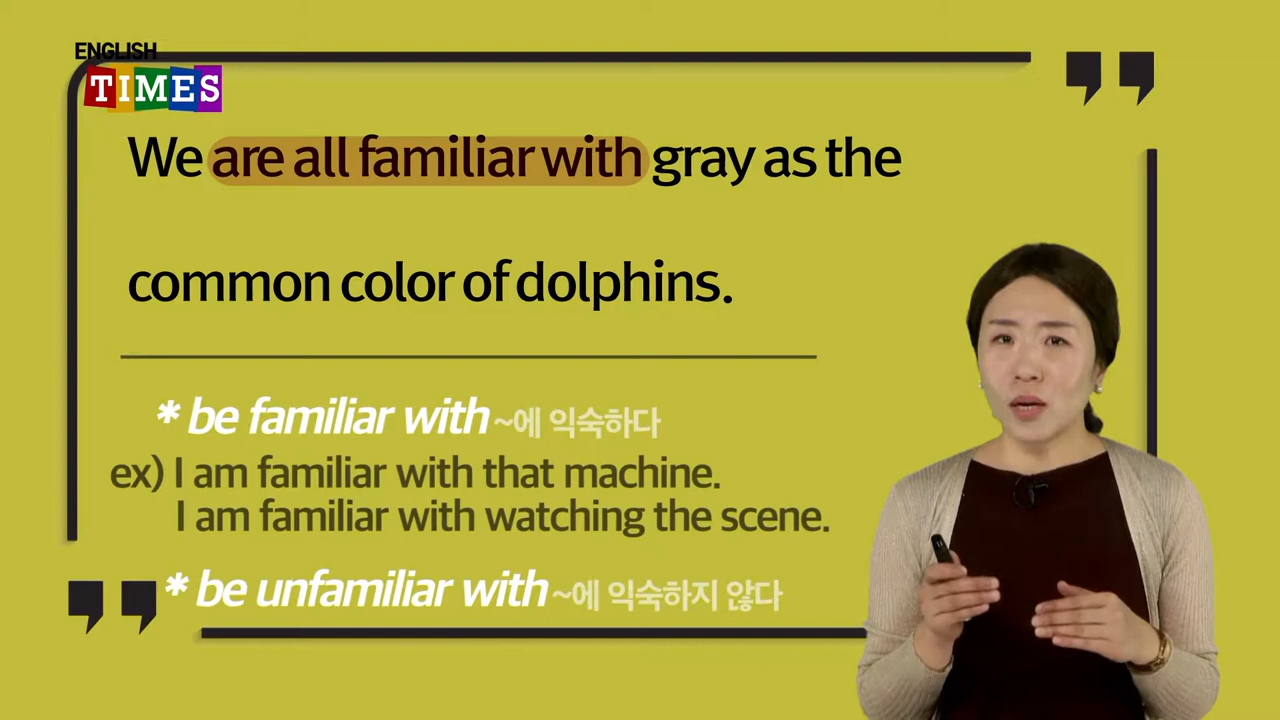 ENGLISH
TIMES
We are all familiar with gray as the
common color of dolphins.
* be familiar with ~에 익숙하다
ex) I am familiar with that machine.
I am familiar with watching the scene.
* be unfamiliar with ~에 익숙하지 않다